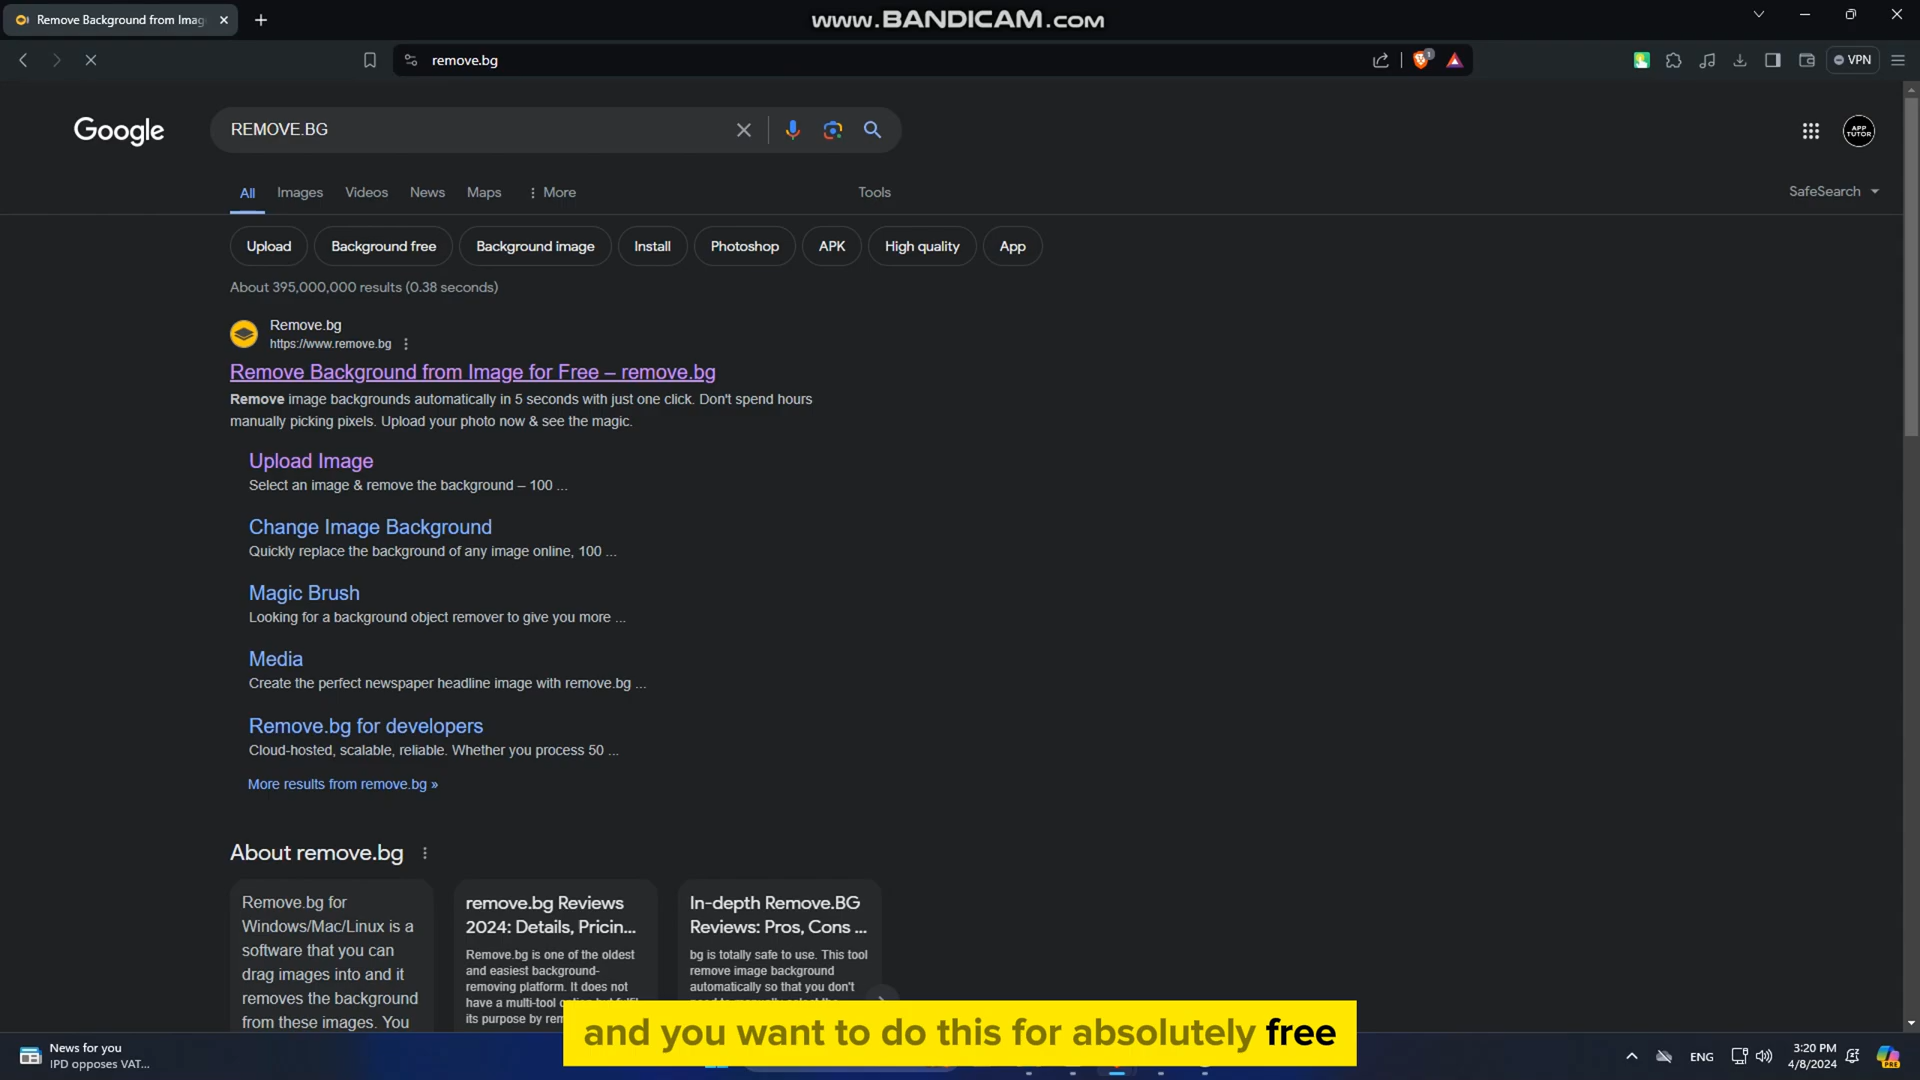 Remove Background from Imag
www.BANDICAM.com
remove.bg
1
VPN
Google
REMOVE.BG
APP
TUTOR
All
Images
Videos
News
Maps
More
Tools
SafeSearch
Upload
Background free
Background image
Install
Photoshop
APK
High quality
App
About 395,000,000 results (0.38 seconds)
Remove.bg
https://www.remove.bg
Remove Background from Image for Free – remove.bg
Remove image backgrounds automatically in 5 seconds with just one click. Don't spend hours
manually picking pixels. Upload your photo now & see the magic.
Upload Image
Select an image & remove the background – 100 ...
Change Image Background
Quickly replace the background of any image online, 100 ...
Magic Brush
Looking for a background object remover to give you more ...
Media
Create the perfect newspaper headline image with remove.bg ...
Remove.bg for developers
Cloud-hosted, scalable, reliable. Whether you process 50 ...
More results from remove.bg »
About remove.bg
Remove.bg for
Windows/Mac/Linux is a
software that you can
drag images into and it
removes the background
from these images. You
remove.bg Reviews
2024: Details, Pricin...
Remove.bg is one of the oldest
and easiest background-
removing platform. It does not
have a multi-tool
its purpose by rem
In-depth Remove.BG
Reviews: Pros, Cons ...
bg is totally safe to use. This tool
remove image background
automatically so that you don't
and you want to do this for absolutely free
News for you
IPD opposes VAT...
ENG
3:20 PM
4/8/2024
PRE